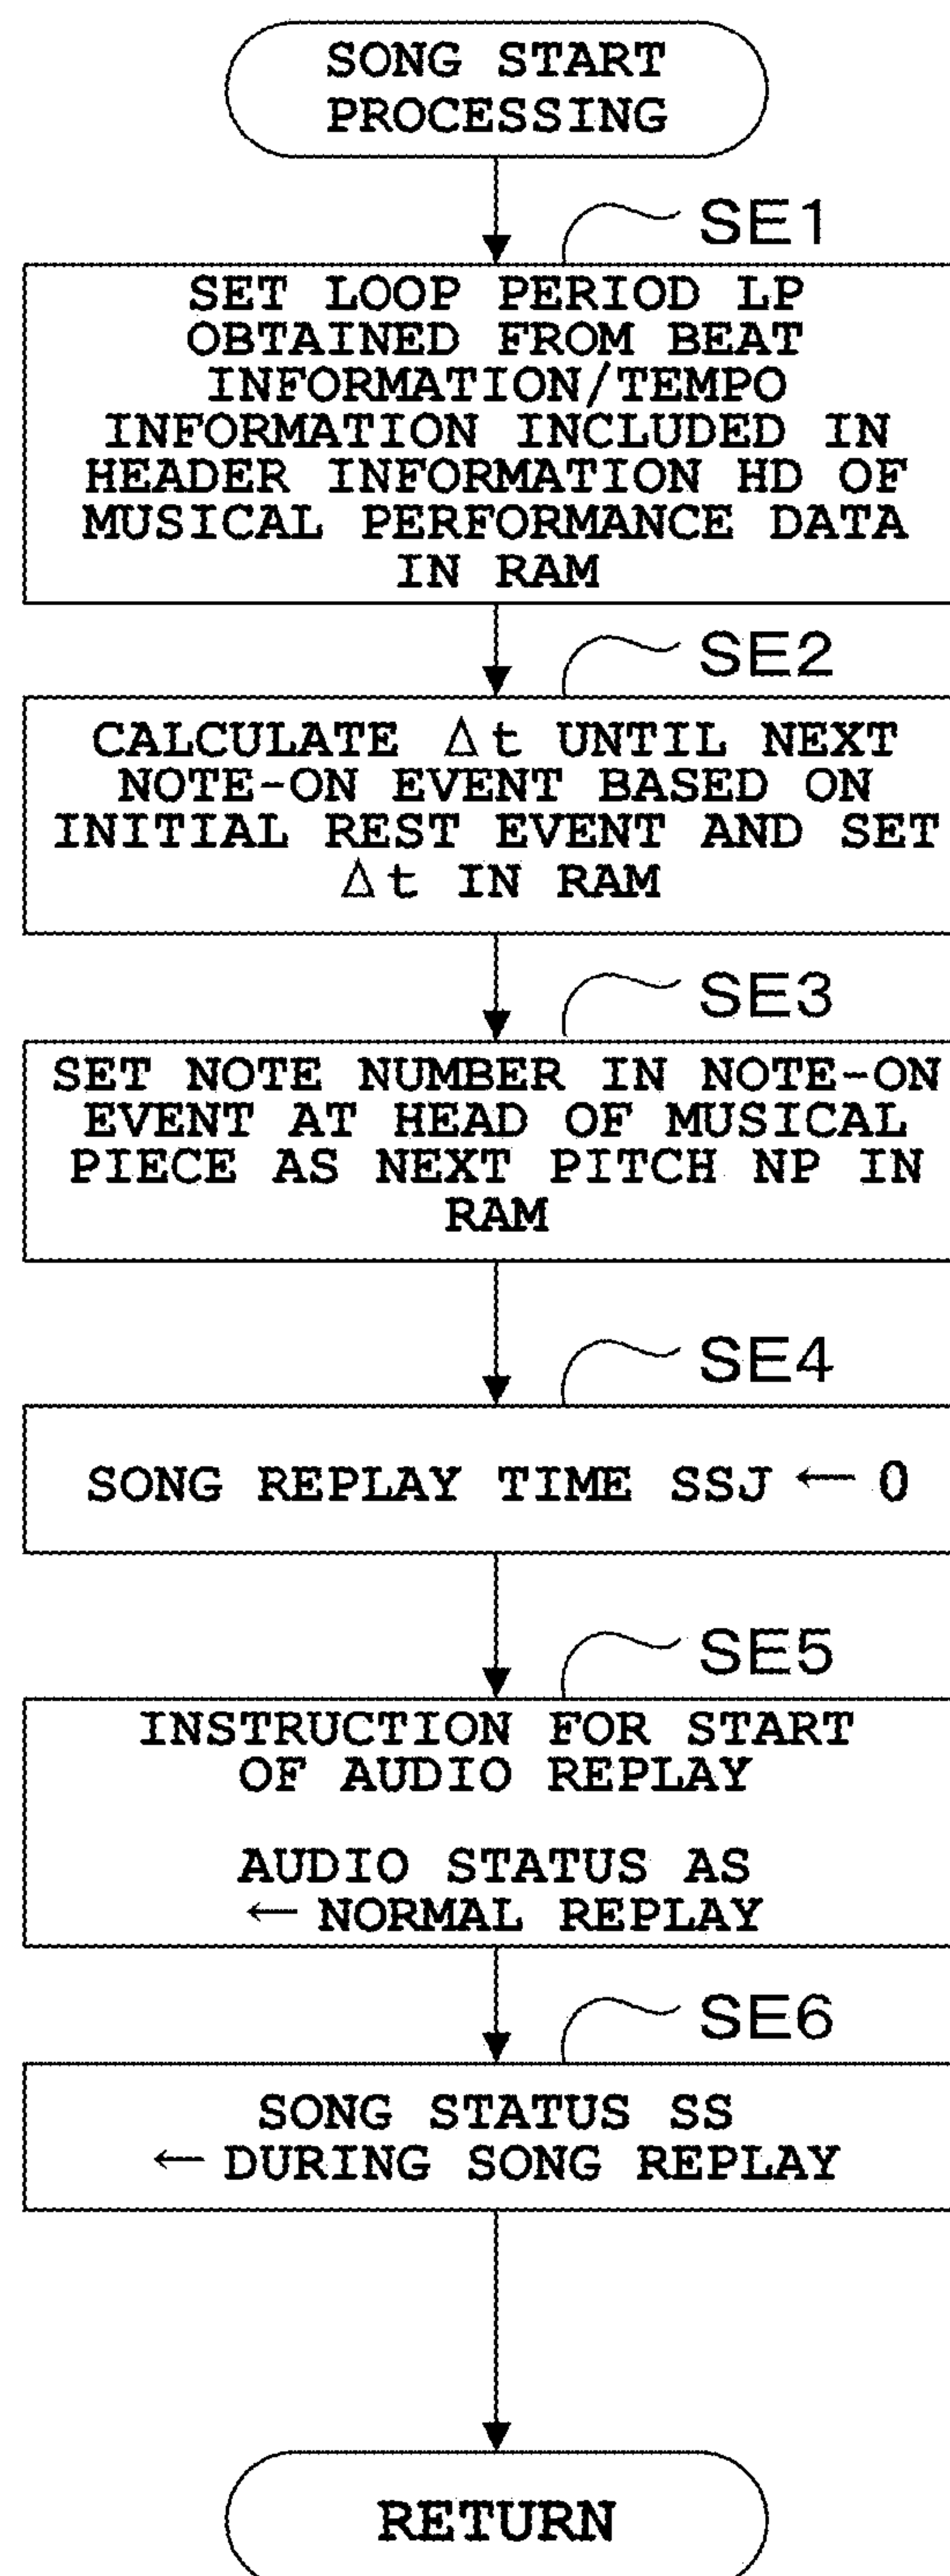 SONG START
PROCESSING
SE1
SET LOOP PERIOD LP
OBTAINED FROM BEAT
INFORMATION/TEMPO
INFORMATION INCLUDED IN
HEADER INFORMATION HD OF
MUSICAL PERFORMANCE DATA
IN RAM
SE2
CALCULATE Δt UNTIL NEXT
NOTE-ON EVENT BASED ON
INITIAL REST EVENT AND SET
Δt IN RAM
SE3
SET NOTE NUMBER IN NOTE-ON
EVENT AT HEAD OF MUSICAL
PIECE AS NEXT PITCH NP IN
RAM
SE4
SONG REPLAY TIME SSJ ← 0
SE5
INSTRUCTION FOR START
OF AUDIO REPLAY
AUDIO STATUS AS
← NORMAL REPLAY
SE6
SONG STATUS SS
← DURING SONG REPLAY
RETURN